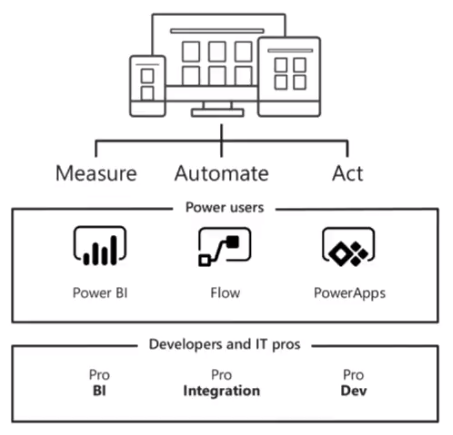 Measure Automate Act
Power users
Power BI Flow PowerApps
Developers and IT pros
Pro Pro Pro
BI Integration Dev